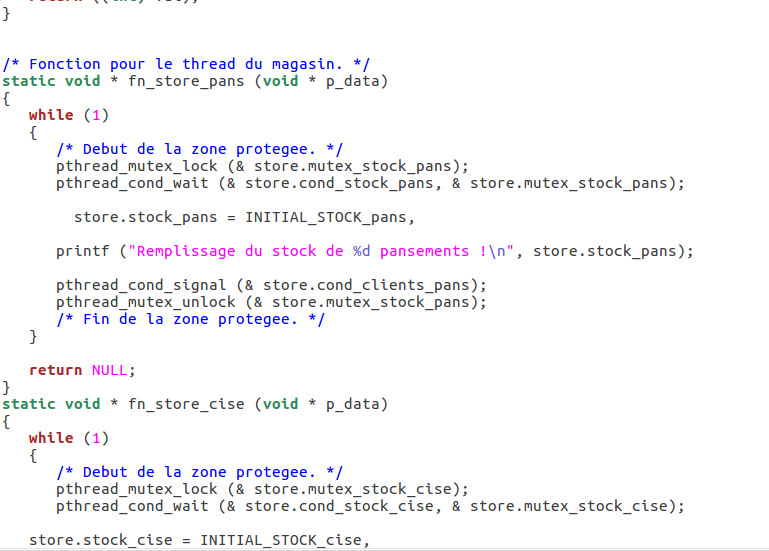 }
/* Fonction pour le thread du magasin. */
static void * fn_store_pans (void * p_data)
{
   while (1)
   {
      /* Debut de la zone protegee. */
      pthread_mutex_lock (& store.mutex_stock_pans);
      pthread_cond_wait (& store.cond_stock_pans, & store.mutex_stock_pans);
        store.stock_pans = INITIAL_STOCK_pans,
      printf ("Remplissage du stock de %d pansements !\n", store.stock_pans);
      pthread_cond_signal (& store.cond_clients_pans);
      pthread_mutex_unlock (& store.mutex_stock_pans);
      /* Fin de la zone protegee. */
   }
   return NULL;
}
static void * fn_store_cise (void * p_data)
{
   while (1)
   {
      /* Debut de la zone protegee. */
      pthread_mutex_lock (& store.mutex_stock_cise);
      pthread_cond_wait (& store.cond_stock_cise, & store.mutex_stock_cise);
   store.stock_cise = INITIAL_STOCK_cise,